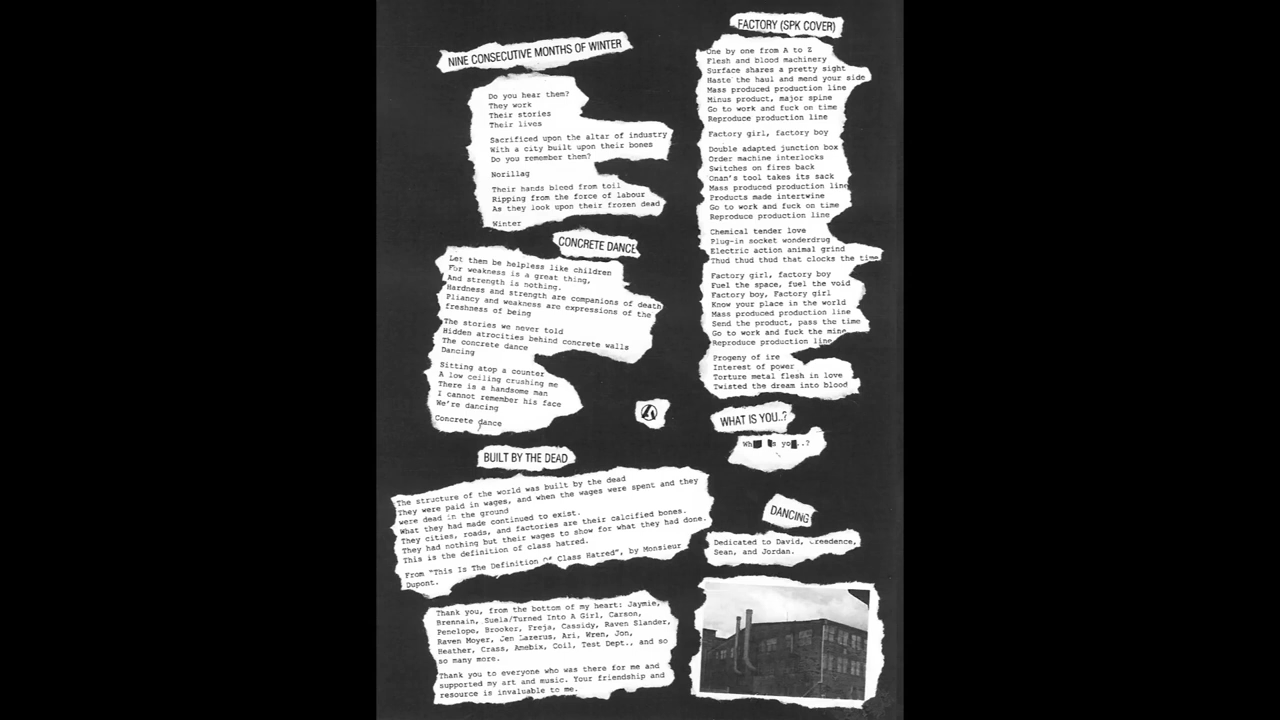 NINE CONSECUTIVE MONTHS OF WINTER
Do you hear them?
They work
Their stories
Their lives
Sacrificed upon the altar of industry
With a city built upon their bones
Do you remember them?
Norillag
Their hands bleed from toil
Ripping from the force of labour
As they look upon their frozen dead
Winter
CONCRETE DANCE
Let them be helpless like children
For weakness is a great thing,
And strength is nothing.
Hardness and strength are companions of death
Pliancy and weakness are expressions of the
freshness of being
The stories we never told
Hidden atrocities behind concrete walls
The concrete dance
Dancing
Sitting atop a counter
A low ceiling crushing me
There is a handsome man
I cannot remember his face
We're dancing
Concrete dance
BUILT BY THE DEAD
The structure of the world was built by the dead
They were paid in wages, and when the wages were spent and they
were dead in the ground
What they had made continued to exist.
They cities, roads, and factories are their calcified bones.
They had nothing but their wages to show for what they had done.
This is the definition of class hatred.
From "This Is The Definition Of Class Hatred", by Monsieur
Dupont.
Thank you, from the bottom of my heart: Jaymie,
Brennain, Sueia/Turned Into A Girl, Carson,
Penelope, Brooker, Freja, Cassidy, Raven Slander,
Raven Moyer, Jen Lazerus, Ari, Wren, Jon,
Heather, Crass, Amebix, Coil, Test Dept., and so
so many more.
Thank you to everyone who was there for me and
supported my art and music. Your friendship and
resource is invaluable to me.
FACTORY (SPK COVER)
One by one from A to Z
Flesh and blood machinery
Surface shares a pretty sight
Haste the haul and mend your side
Mass produced production line
Minus product, major spine
Go to work and fuck on time
Reproduce production line
Factory girl, factory boy
Double adapted junction box
Order machine interlocks
Switches on fires back
Onan's tool takes its sack
Mass produced production line
Products made intertwine
Go to work and fuck on time
Reproduce production line
Chemical tender love
Plug-in socket wonderdrug
Electric action animal grind
Thud thud thud that clocks the time
Factory girl, factory boy
Fuel the space, fuel the void
Factory boy, Factory girl
Know your place in the world
Mass produced production line
Send the product, pass the time
Go to work and fuck the mine
Reproduce production line
Progeny of ire
Interest of power
Torture metal flesh in love
Twisted the dream into blood
WHAT IS YOU..?
DANCING
Dedicated to David, Creedence,
Sean, and Jordan.